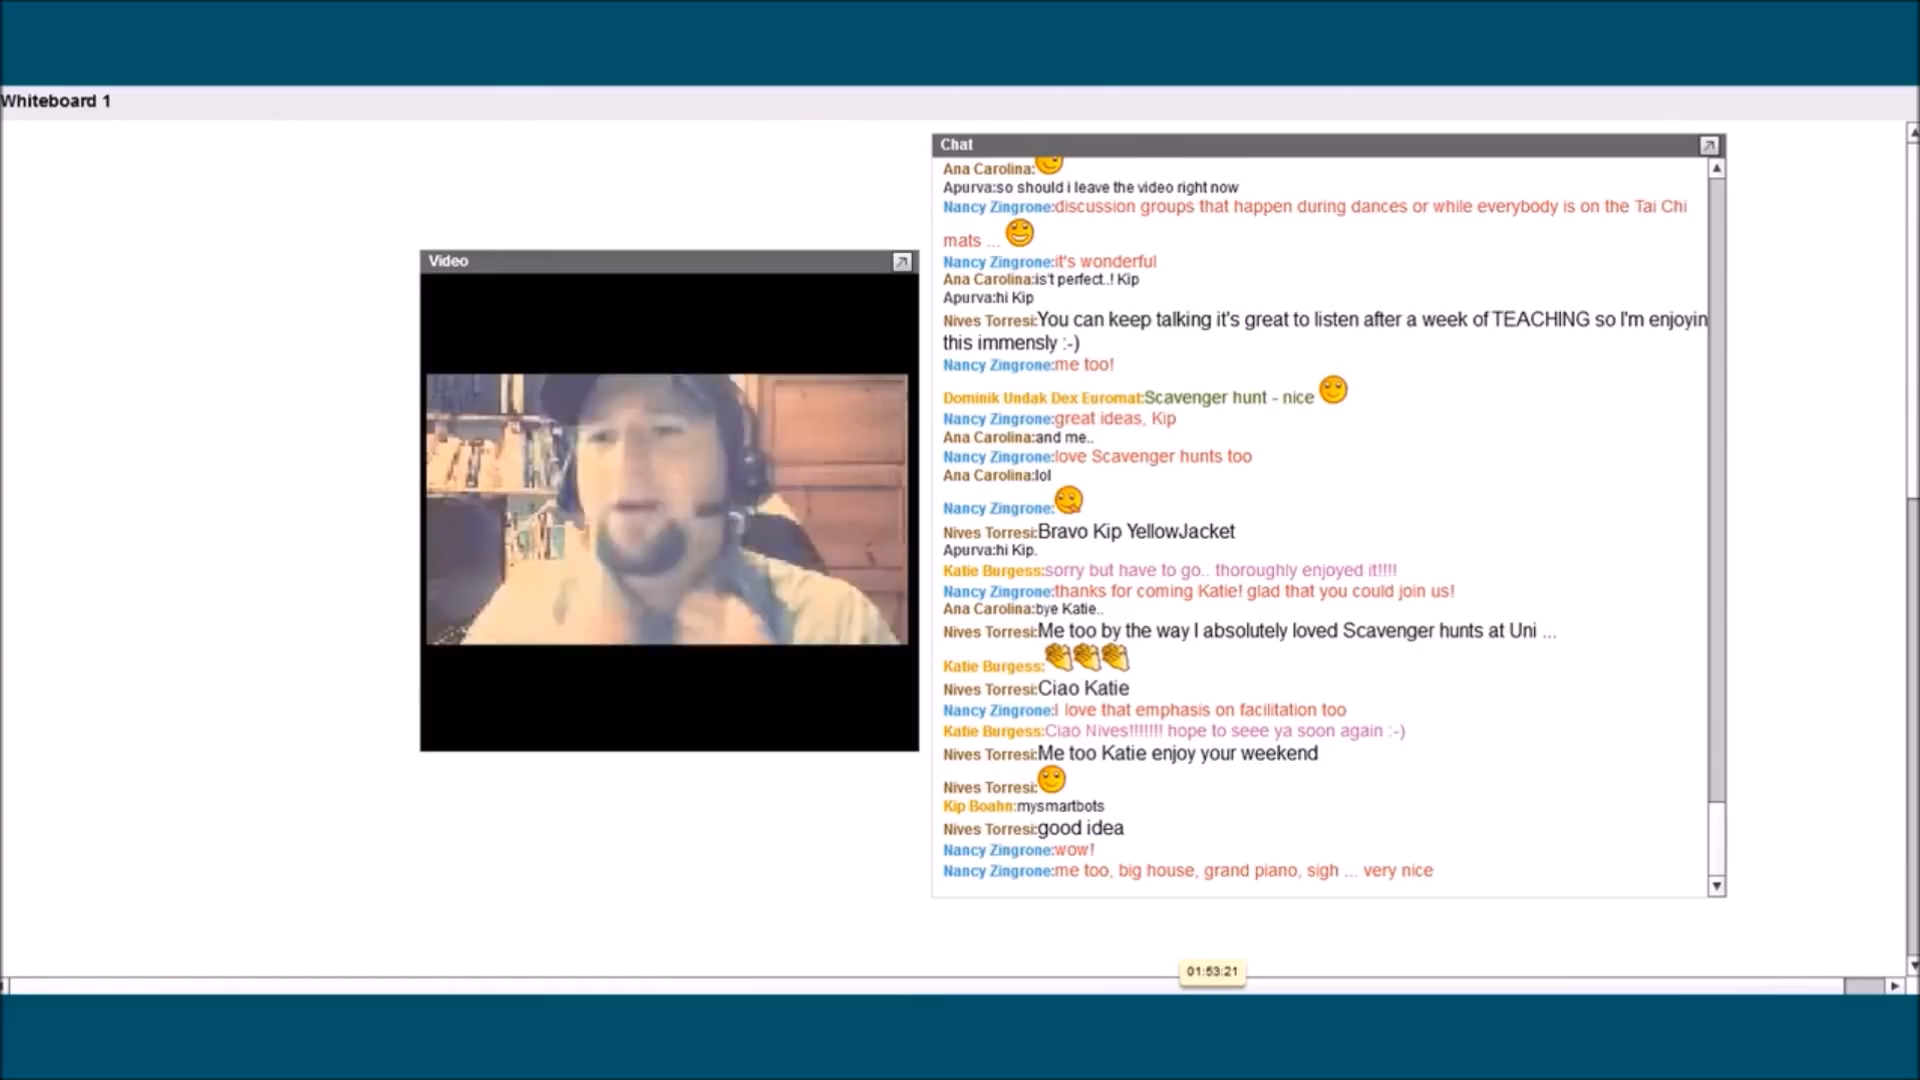 Whiteboard 1
Video
Chat
Ana Carolina:
Apurva:so should i leave the video right now
Nancy Zingrone:discussion groups that happen during dances or while everybody is on the Tai Chi
mats ...
Nancy Zingrone:it's wonderful
Ana Carolina:is't perfect..! Kip
Apurva:hi Kip
Nives Torresi:You can keep talking it's great to listen after a week of TEACHING so I'm enjoyin
this immensly :-)
Nancy Zingrone:me too!
Dominik Undak Dex Euromat:Scavenger hunt - nice
Nancy Zingrone:great ideas, Kip
Ana Carolina:and me..
Nancy Zingrone:love Scavenger hunts too
Ana Carolina:lol
Nancy Zingrone:
Nives Torresi:Bravo Kip YellowJacket
Apurva:hi Kip.
Katie Burgess:sorry but have to go.. thoroughly enjoyed it!!!!
Nancy Zingrone:thanks for coming Katie! glad that you could join us!
Ana Carolina:bye Katie..
Nives Torresi:Me too by the way I absolutely loved Scavenger hunts at Uni ...
Katie Burgess:
Nives Torresi:Ciao Katie
Nancy Zingrone:I love that emphasis on facilitation too
Katie Burgess:Ciao Nives!!!!!!! hope to seee ya soon again :-)
Nives Torresi:Me too Katie enjoy your weekend
Nives Torresi:
Kip Boahn:mysmartbots
Nives Torresi:good idea
Nancy Zingrone:wow!
Nancy Zingrone:me too, big house, grand piano, sigh ... very nice
01:53:21